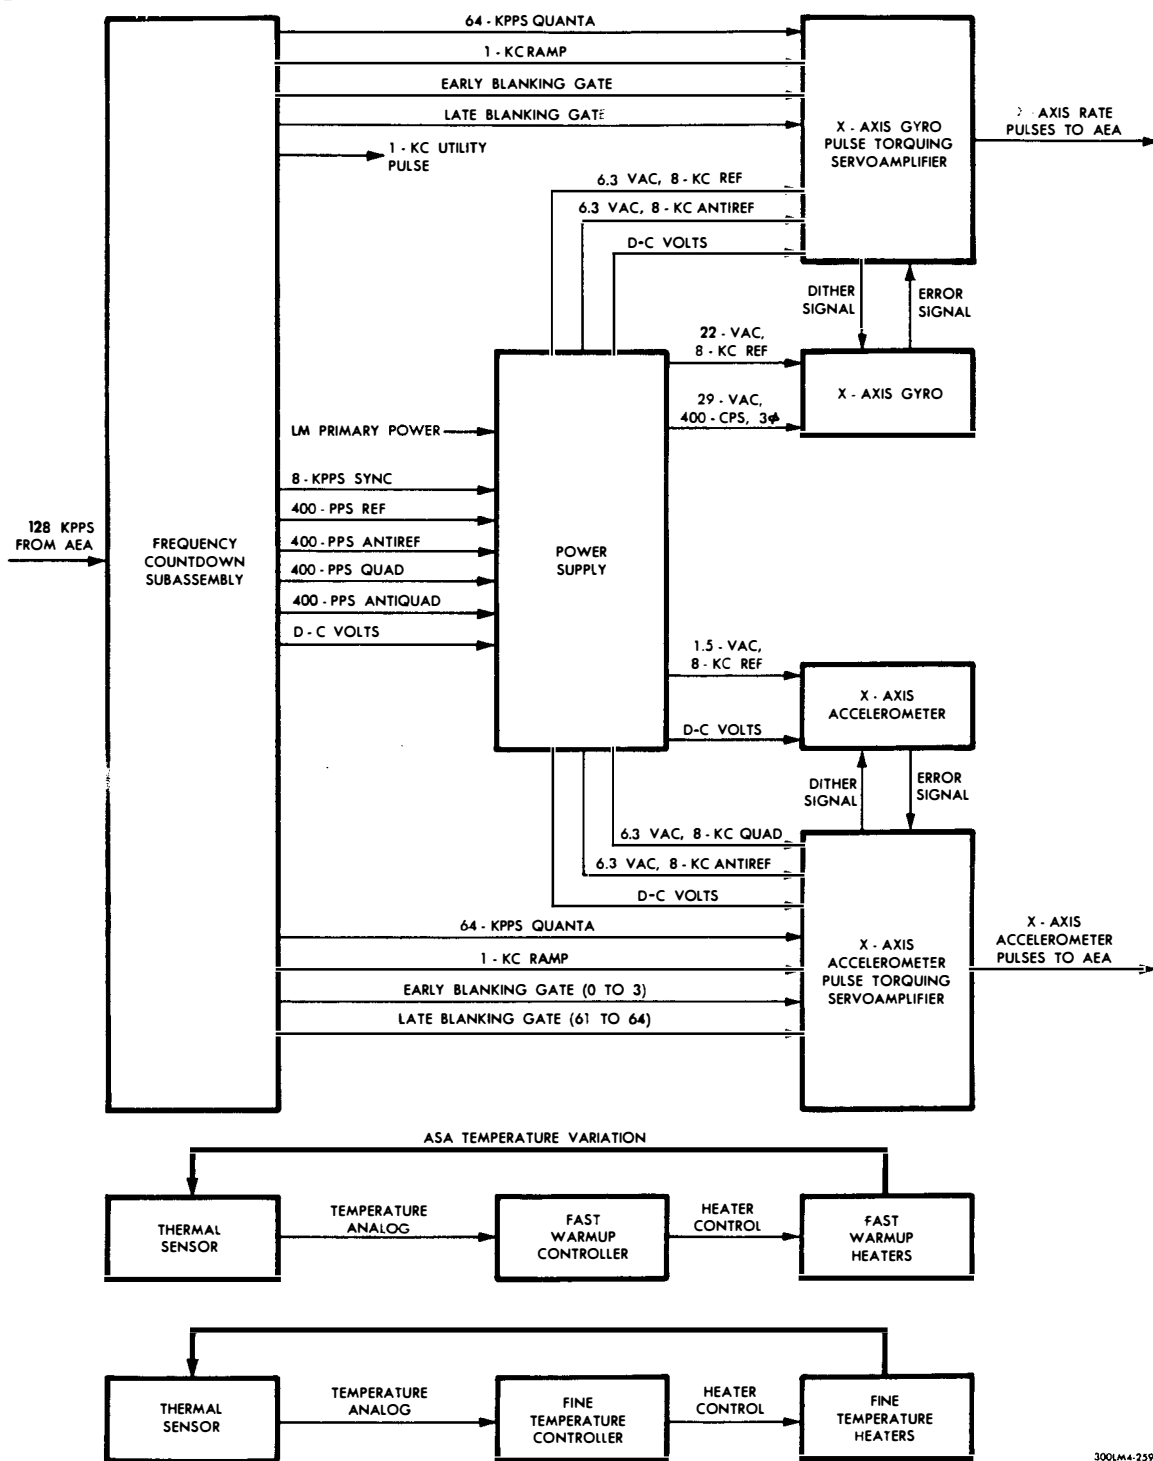 64 - KPPS QUANTA
1 - KC RAMP
EARLY BLANKING GATE
LATE BLANKING GATE
1 - KC UTILITY
PULSE
6.3 VAC, 8 - KC REF
6.3 VAC, 8 - KC ANTIREF
D-C VOLTS
X - AXIS GYRO
PULSE TORQUING
SERVOAMPLIFIER
- AXIS RATE
PULSES TO AEA
DITHER
SIGNAL
ERROR
SIGNAL
22 - VAC,
8 - KC REF
29 - VAC,
400 - CPS, 3ϕ
X - AXIS GYRO
LM PRIMARY POWER
8 - KPPS SYNC
400 - PPS REF
400 - PPS ANTIREF
400 - PPS QUAD
400 - PPS ANTIQUAD
D - C VOLTS
128 KPPS
FROM AEA
FREQUENCY
COUNTDOWN
SUBASSEMBLY
POWER
SUPPLY
1.5 - VAC,
8 - KC REF
D-C VOLTS
X - AXIS
ACCELEROMETER
DITHER
SIGNAL
ERROR
SIGNAL
6.3 VAC, 8 - KC QUAD
6.3 VAC, 8 - KC ANTIREF
D-C VOLTS
64 - KPPS QUANTA
1 - KC RAMP
EARLY BLANKING GATE (0 TO 3)
LATE BLANKING GATE (61 TO 64)
X - AXIS
ACCELEROMETER
PULSE TORQUING
SERVOAMPLIFIER
X - AXIS
ACCELEROMETER
PULSES TO AEA
ASA TEMPERATURE VARIATION
THERMAL
SENSOR
TEMPERATURE
ANALOG
FAST
WARMUP
CONTROLLER
HEATER
CONTROL
FAST
WARMUP
HEATERS
THERMAL
SENSOR
TEMPERATURE
ANALOG
FINE
TEMPERATURE
CONTROLLER
HEATER
CONTROL
FINE
TEMPERATURE
HEATERS
300LM4-259